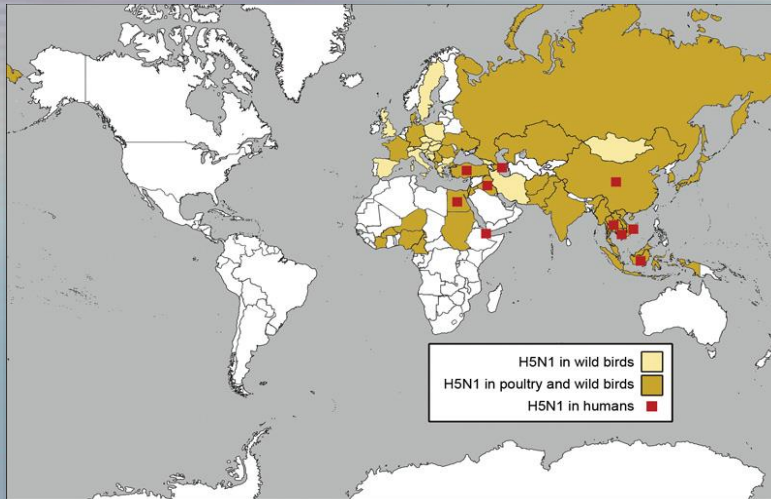 H5N1 in wild birds
H5N1 in poultry and wild birds
H5N1 in humans